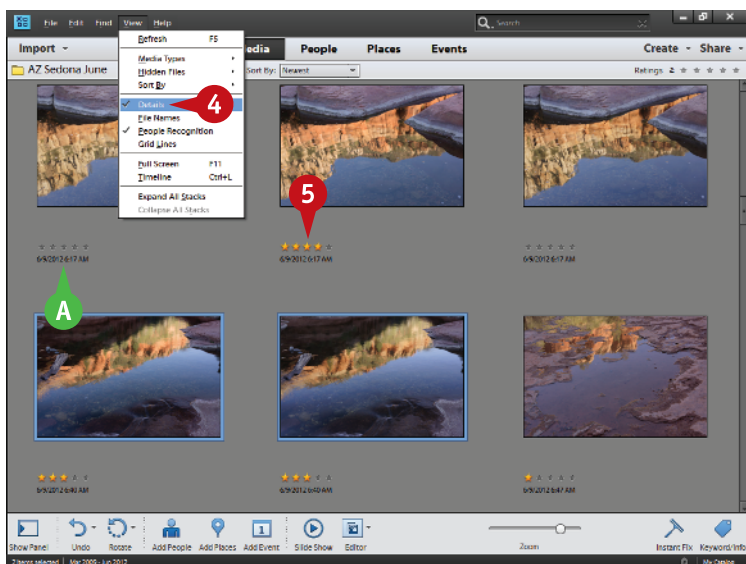 File Edit Find View Help
Search
Import
Media People Places Events
Create Share
AZ Sedona June
Sort By: Newest
Ratings
Refresh F5
Media Types
Hidden Files
Sort By
Details
4
File Names
People Recognition
Grid Lines
Full Screen F11
Timeline Ctrl+L
Expand All Stacks
Collapse All Stacks
5
6/9/2012 6:17 AM
6/9/2012 6:17 AM
6/9/2012 6:17 AM
A
6/9/2012 6:40 AM
6/9/2012 6:40 AM
6/9/2012 6:47 AM
1
Show Panel Undo Rotate Add People Add Places Add Event Slide Show Editor Zoom Instant Fix Keyword/Info
2 Items selected Mar 2009 - Jun 2012 My Catalog